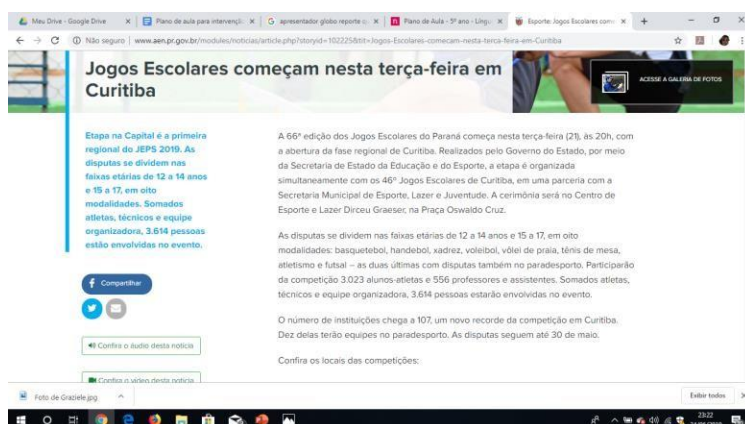 Meu Drive - Google Drive
Plano de aula para intervençã
apresentador globo reporte
Plano de Aula - 5º ano - Língu
Esporte: Jogos Escolares com
Não seguro | www.aen.pr.gov.br/modules/noticias/article.php?storyid=102225&tit=Jogos-Escolares-comecam-nesta-terca-feira-em-Curitiba
Jogos Escolares começam nesta terça-feira em
Curitiba
ACESSE A GALERIA DE FOTOS
Etapa na Capital é a primeira
regional do JEPS 2019. As
disputas se dividem nas
faixas etárias de 12 a 14 anos
e 15 a 17, em oito
modalidades. Somados
atletas, técnicos e equipe
organizadora, 3.614 pessoas
estão envolvidas no evento.
Compartilhar
Confira o áudio desta notícia
Confira o vídeo desta notícia
A 66ª edição dos Jogos Escolares do Paraná começa nesta terça-feira (21), às 20h, com
a abertura da fase regional de Curitiba. Realizados pelo Governo do Estado, por meio
da Secretaria de Estado da Educação e do Esporte, a etapa é organizada
simultaneamente com os 46º Jogos Escolares de Curitiba, em uma parceria com a
Secretaria Municipal de Esporte, Lazer e Juventude. A cerimônia será no Centro de
Esporte e Lazer Dirceu Graeser, na Praça Oswaldo Cruz.
As disputas se dividem nas faixas etárias de 12 a 14 anos e 15 a 17, em oito
modalidades: basquetebol, handebol, xadrez, voleibol, vôlei de praia, tênis de mesa,
atletismo e futsal – as duas últimas com disputas também no paradesporto. Participarão
da competição 3.023 alunos-atletas e 556 professores e assistentes. Somados atletas,
técnicos e equipe organizadora, 3.614 pessoas estarão envolvidas no evento.
O número de instituições chega a 107, um novo recorde da competição em Curitiba.
Dez delas terão equipes no paradesporto. As disputas seguem até 30 de maio.
Confira os locais das competições:
Foto de Graziele.jpg
Exibir todos
23:22